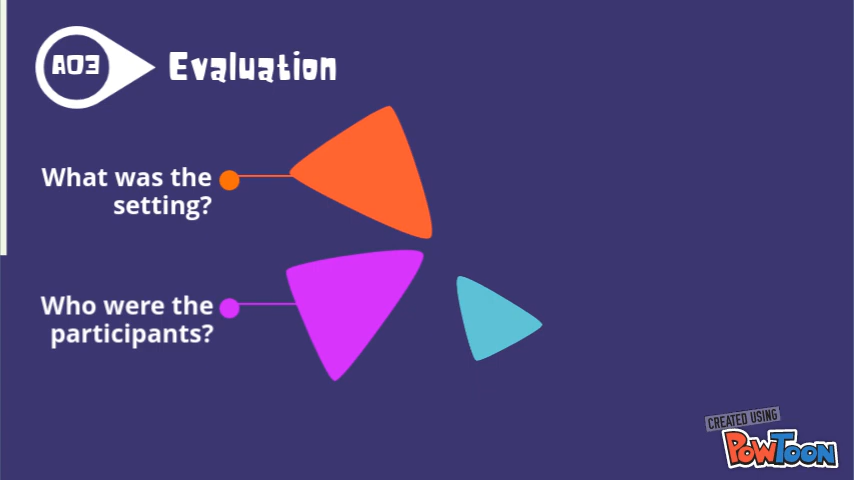 AO3
Evaluation
What was the
setting?
Who were the
participants?
CREATED USING
POWTOON